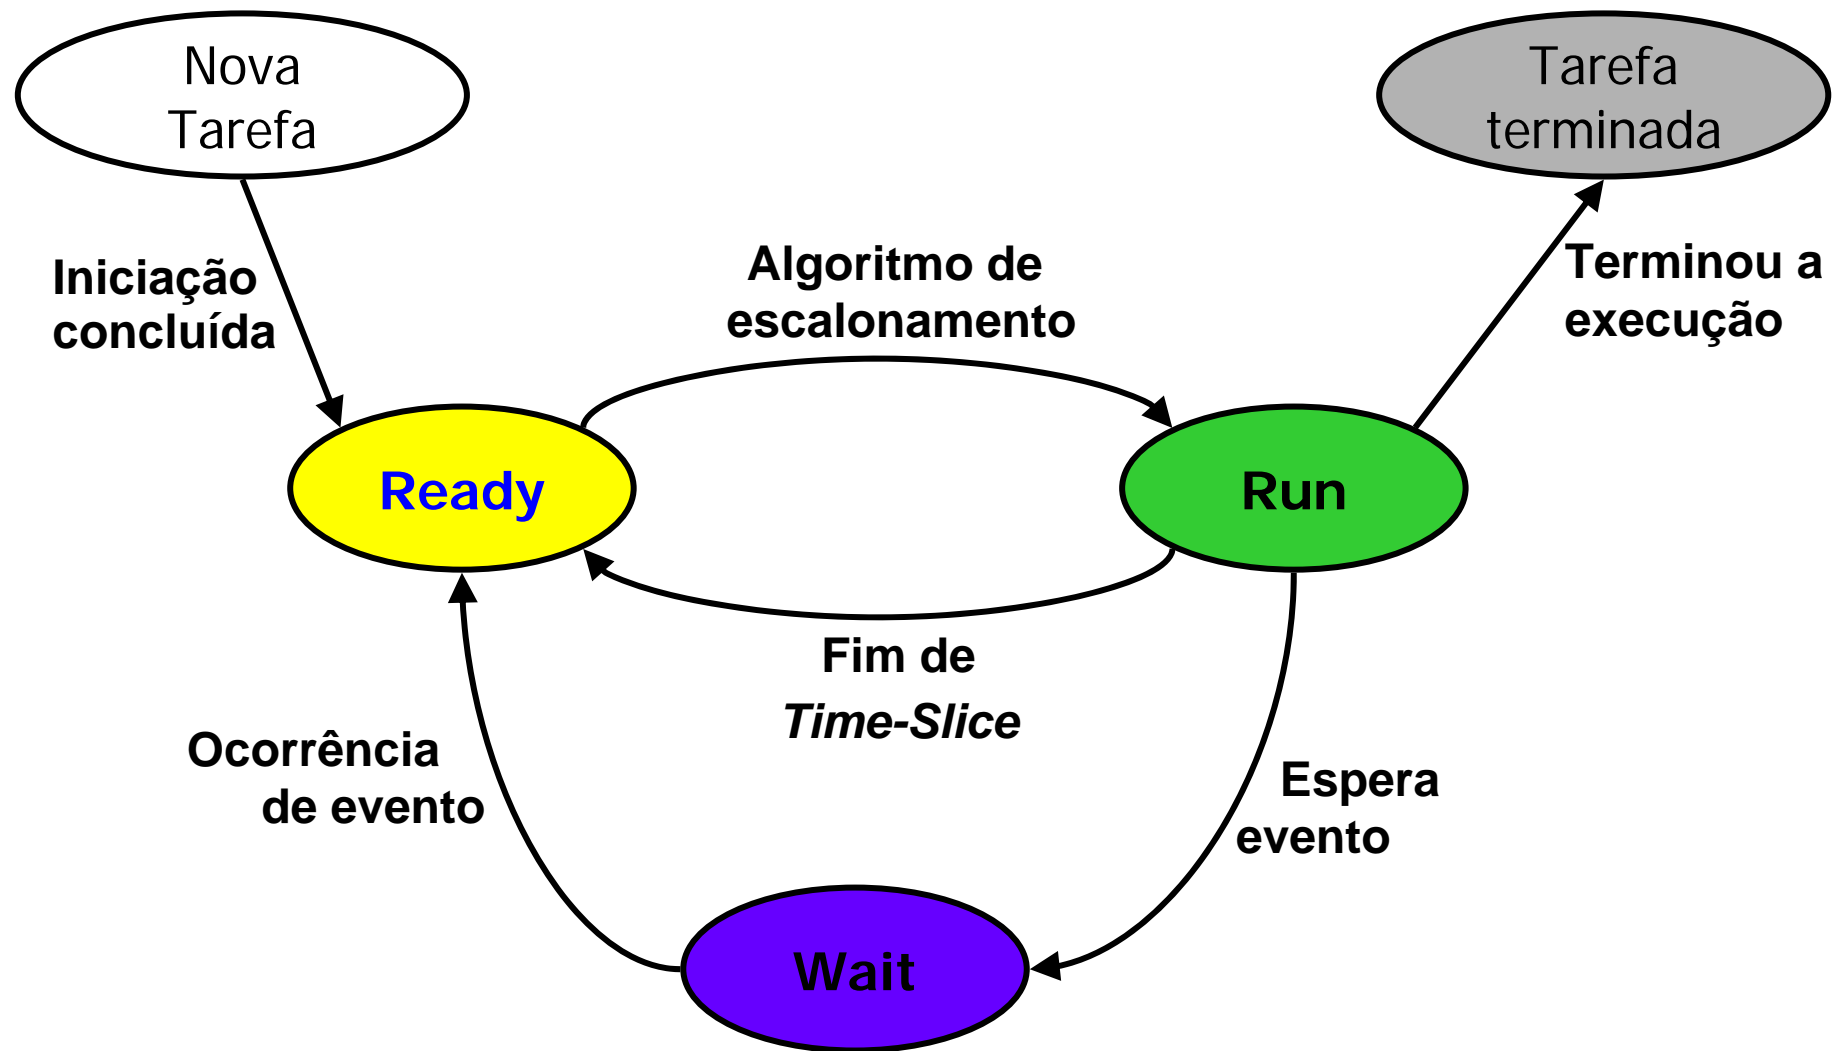 Nova
Tarefa
Tarefa
terminada
Iniciação
concluída
Algoritmo de
escalonamento
Terminou a
execução
Ready
Run
Fim de
Time-Slice
Ocorrência
de evento
Espera
evento
Wait